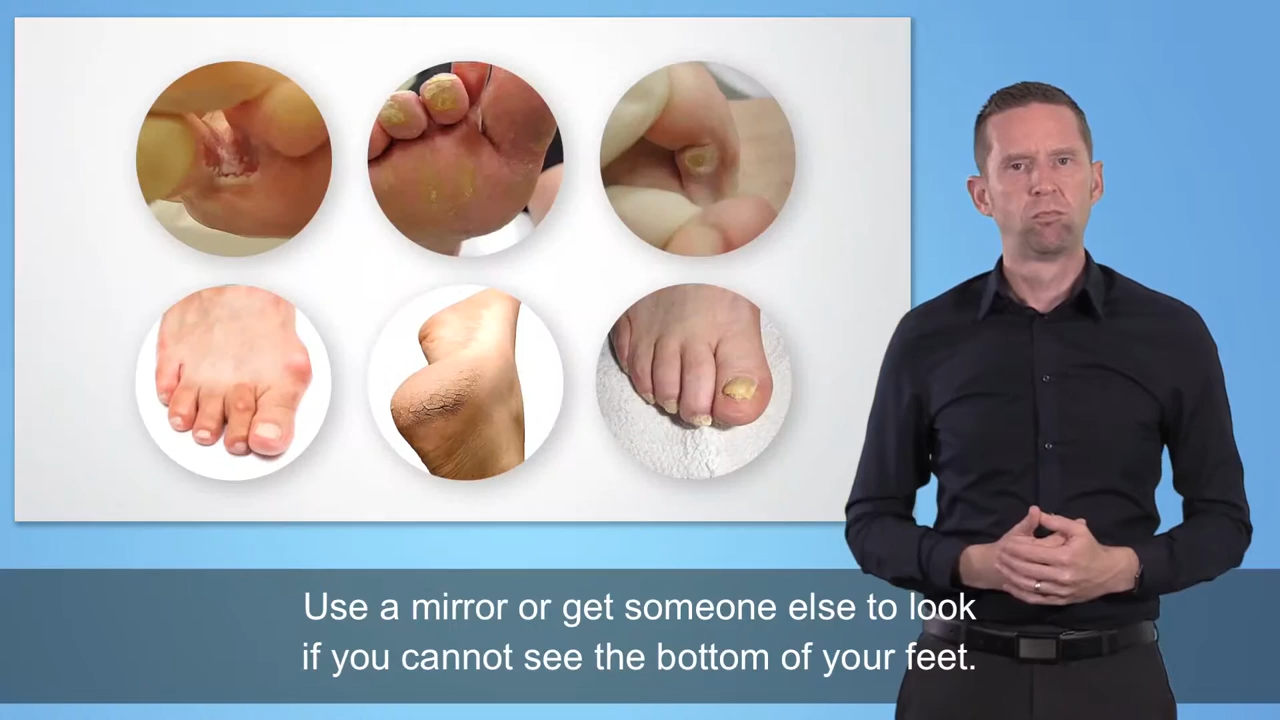 Use a mirror or get someone else to look
if you cannot see the bottom of your feet.